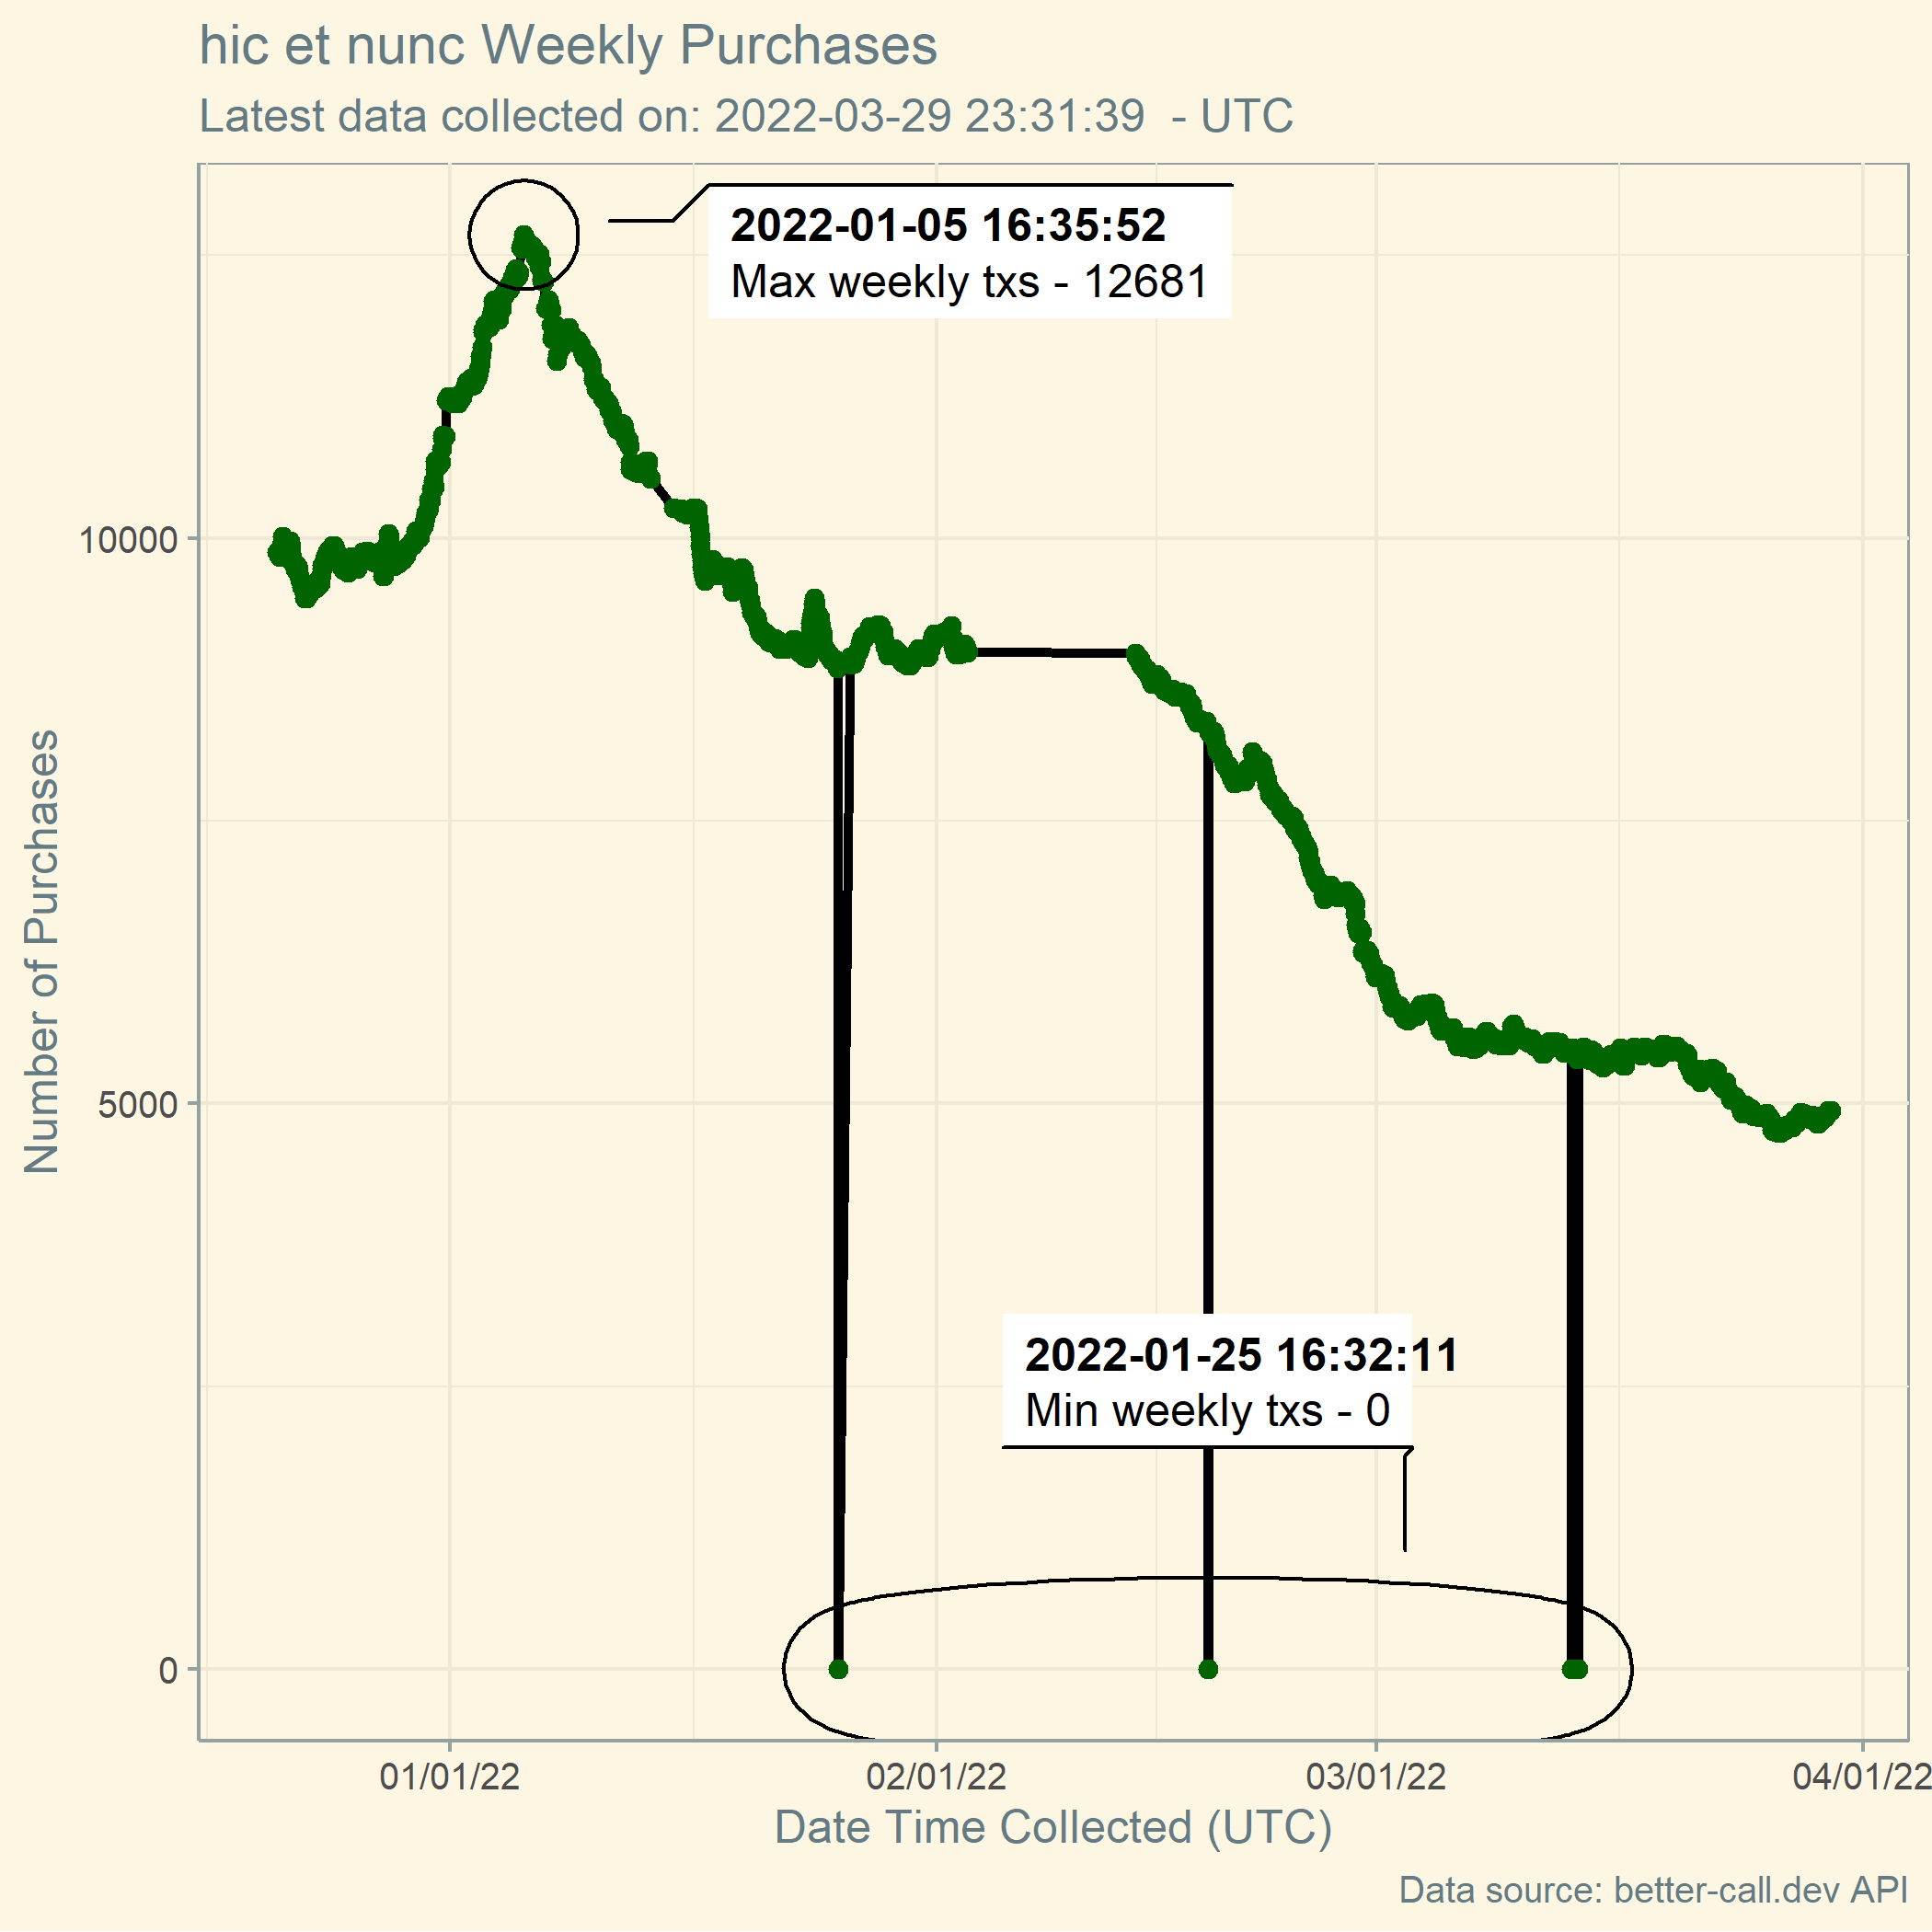 hic et nunc Weekly Purchases
Latest data collected on: 2022-03-29 23:31:39 - UTC
2022-01-05 16:35:52
Max weekly txs - 12681
10000
Number of Purchases
5000
2022-01-25 16:32:11
Min weekly txs - 0
0
01/01/22 02/01/22 03/01/22 04/01/22
Date Time Collected (UTC)
Data source: better-call.dev API